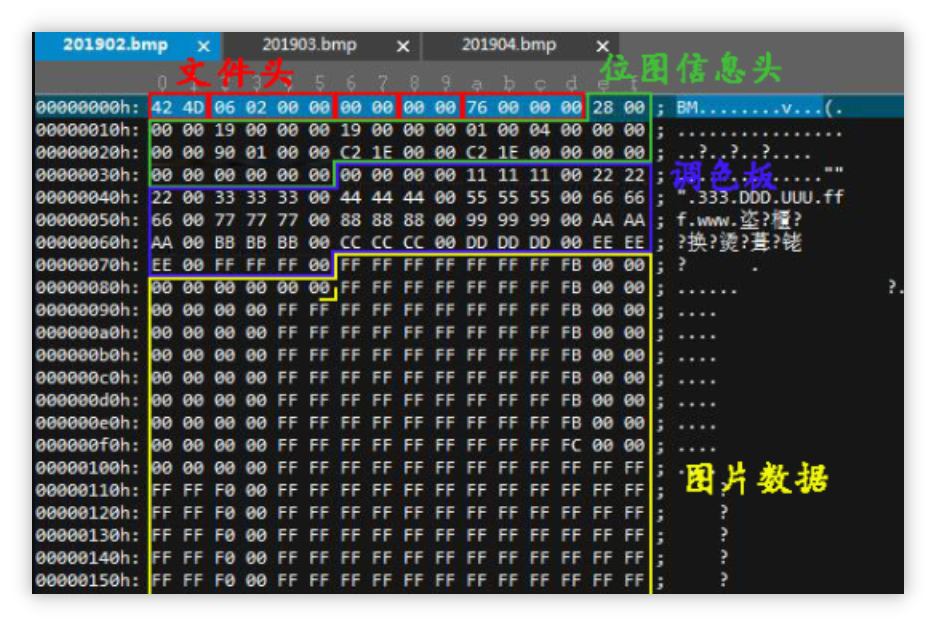 201902.bmp × 201903.bmp × 201904.bmp ×
文件头 位图信息头
0 1 3 5 6 7 8 9 a b c d e f
00000000h: 42 4D 06 02 00 00 00 00 00 00 76 00 00 00 28 00 ; BM........v...(.
00000010h: 00 00 19 00 00 00 19 00 00 00 01 00 04 00 00 00 ; ................
00000020h: 00 00 90 01 00 00 C2 1E 00 00 C2 1E 00 00 00 00 ; ..?..?..?....
00000030h: 00 00 00 00 00 00 00 00 00 00 11 11 11 00 22 22 ; ..............""
调色板
00000040h: 22 00 33 33 33 00 44 44 44 00 55 55 55 00 66 66 ; ".333.DDD.UUU.ff
00000050h: 66 00 77 77 77 00 88 88 88 00 99 99 99 00 AA AA ; f.www.垐?櫃?
00000060h: AA 00 BB BB BB 00 CC CC CC 00 DD DD DD 00 EE EE ; ?换?烫?葺?铑
00000070h: EE 00 FF FF FF 00 FF FF FF FF FF FF FF FB 00 00 ; ? .
00000080h: 00 00 00 00 00 00 FF FF FF FF FF FF FF FB 00 00 ; ...... ?.
00000090h: 00 00 00 00 FF FF FF FF FF FF FF FF FF FB 00 00 ; ....
000000a0h: 00 00 00 00 FF FF FF FF FF FF FF FF FF FB 00 00 ; ....
000000b0h: 00 00 00 00 FF FF FF FF FF FF FF FF FF FB 00 00 ; ....
000000c0h: 00 00 00 00 FF FF FF FF FF FF FF FF FF FB 00 00 ; ....
000000d0h: 00 00 00 00 FF FF FF FF FF FF FF FF FF FB 00 00 ; ....
000000e0h: 00 00 00 00 FF FF FF FF FF FF FF FF FF FB 00 00 ; ....
000000f0h: 00 00 00 00 FF FF FF FF FF FF FF FF FF FC 00 00 ; ....
00000100h: 00 00 00 00 FF FF FF FF FF FF FF FF FF FF FF FF ; .
图片数据
00000110h: FF FF F0 00 FF FF FF FF FF FF FF FF FF FF FF FF ; ?
00000120h: FF FF F0 00 FF FF FF FF FF FF FF FF FF FF FF FF ; ?
00000130h: FF FF F0 00 FF FF FF FF FF FF FF FF FF FF FF FF ; ?
00000140h: FF FF F0 00 FF FF FF FF FF FF FF FF FF FF FF FF ; ?
00000150h: FF FF F0 00 FF FF FF FF FF FF FF FF FF FF FF FF ; ?